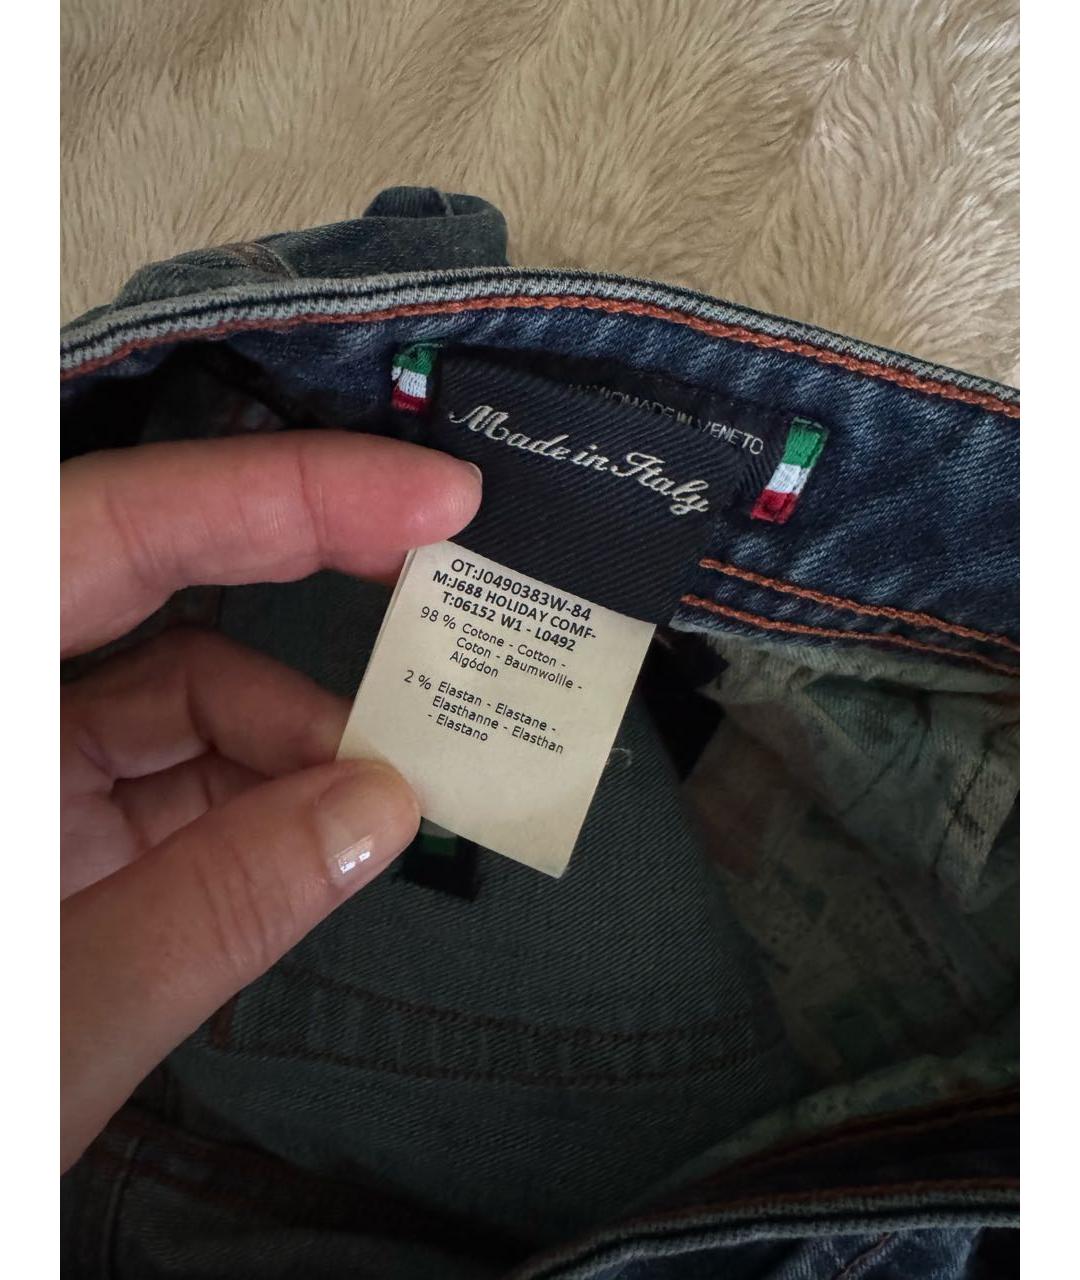 MADE IN VENETO
Made in Italy
OT:J0490383W-84
M:J688 HOLIDAY COMF-
T:06152 W1 - L0492
98 % Cotone - Cotton -
Coton - Baumwollle -
Algódon
2 % Elastan - Elastane -
Elasthanne - Elasthan
- Elastano